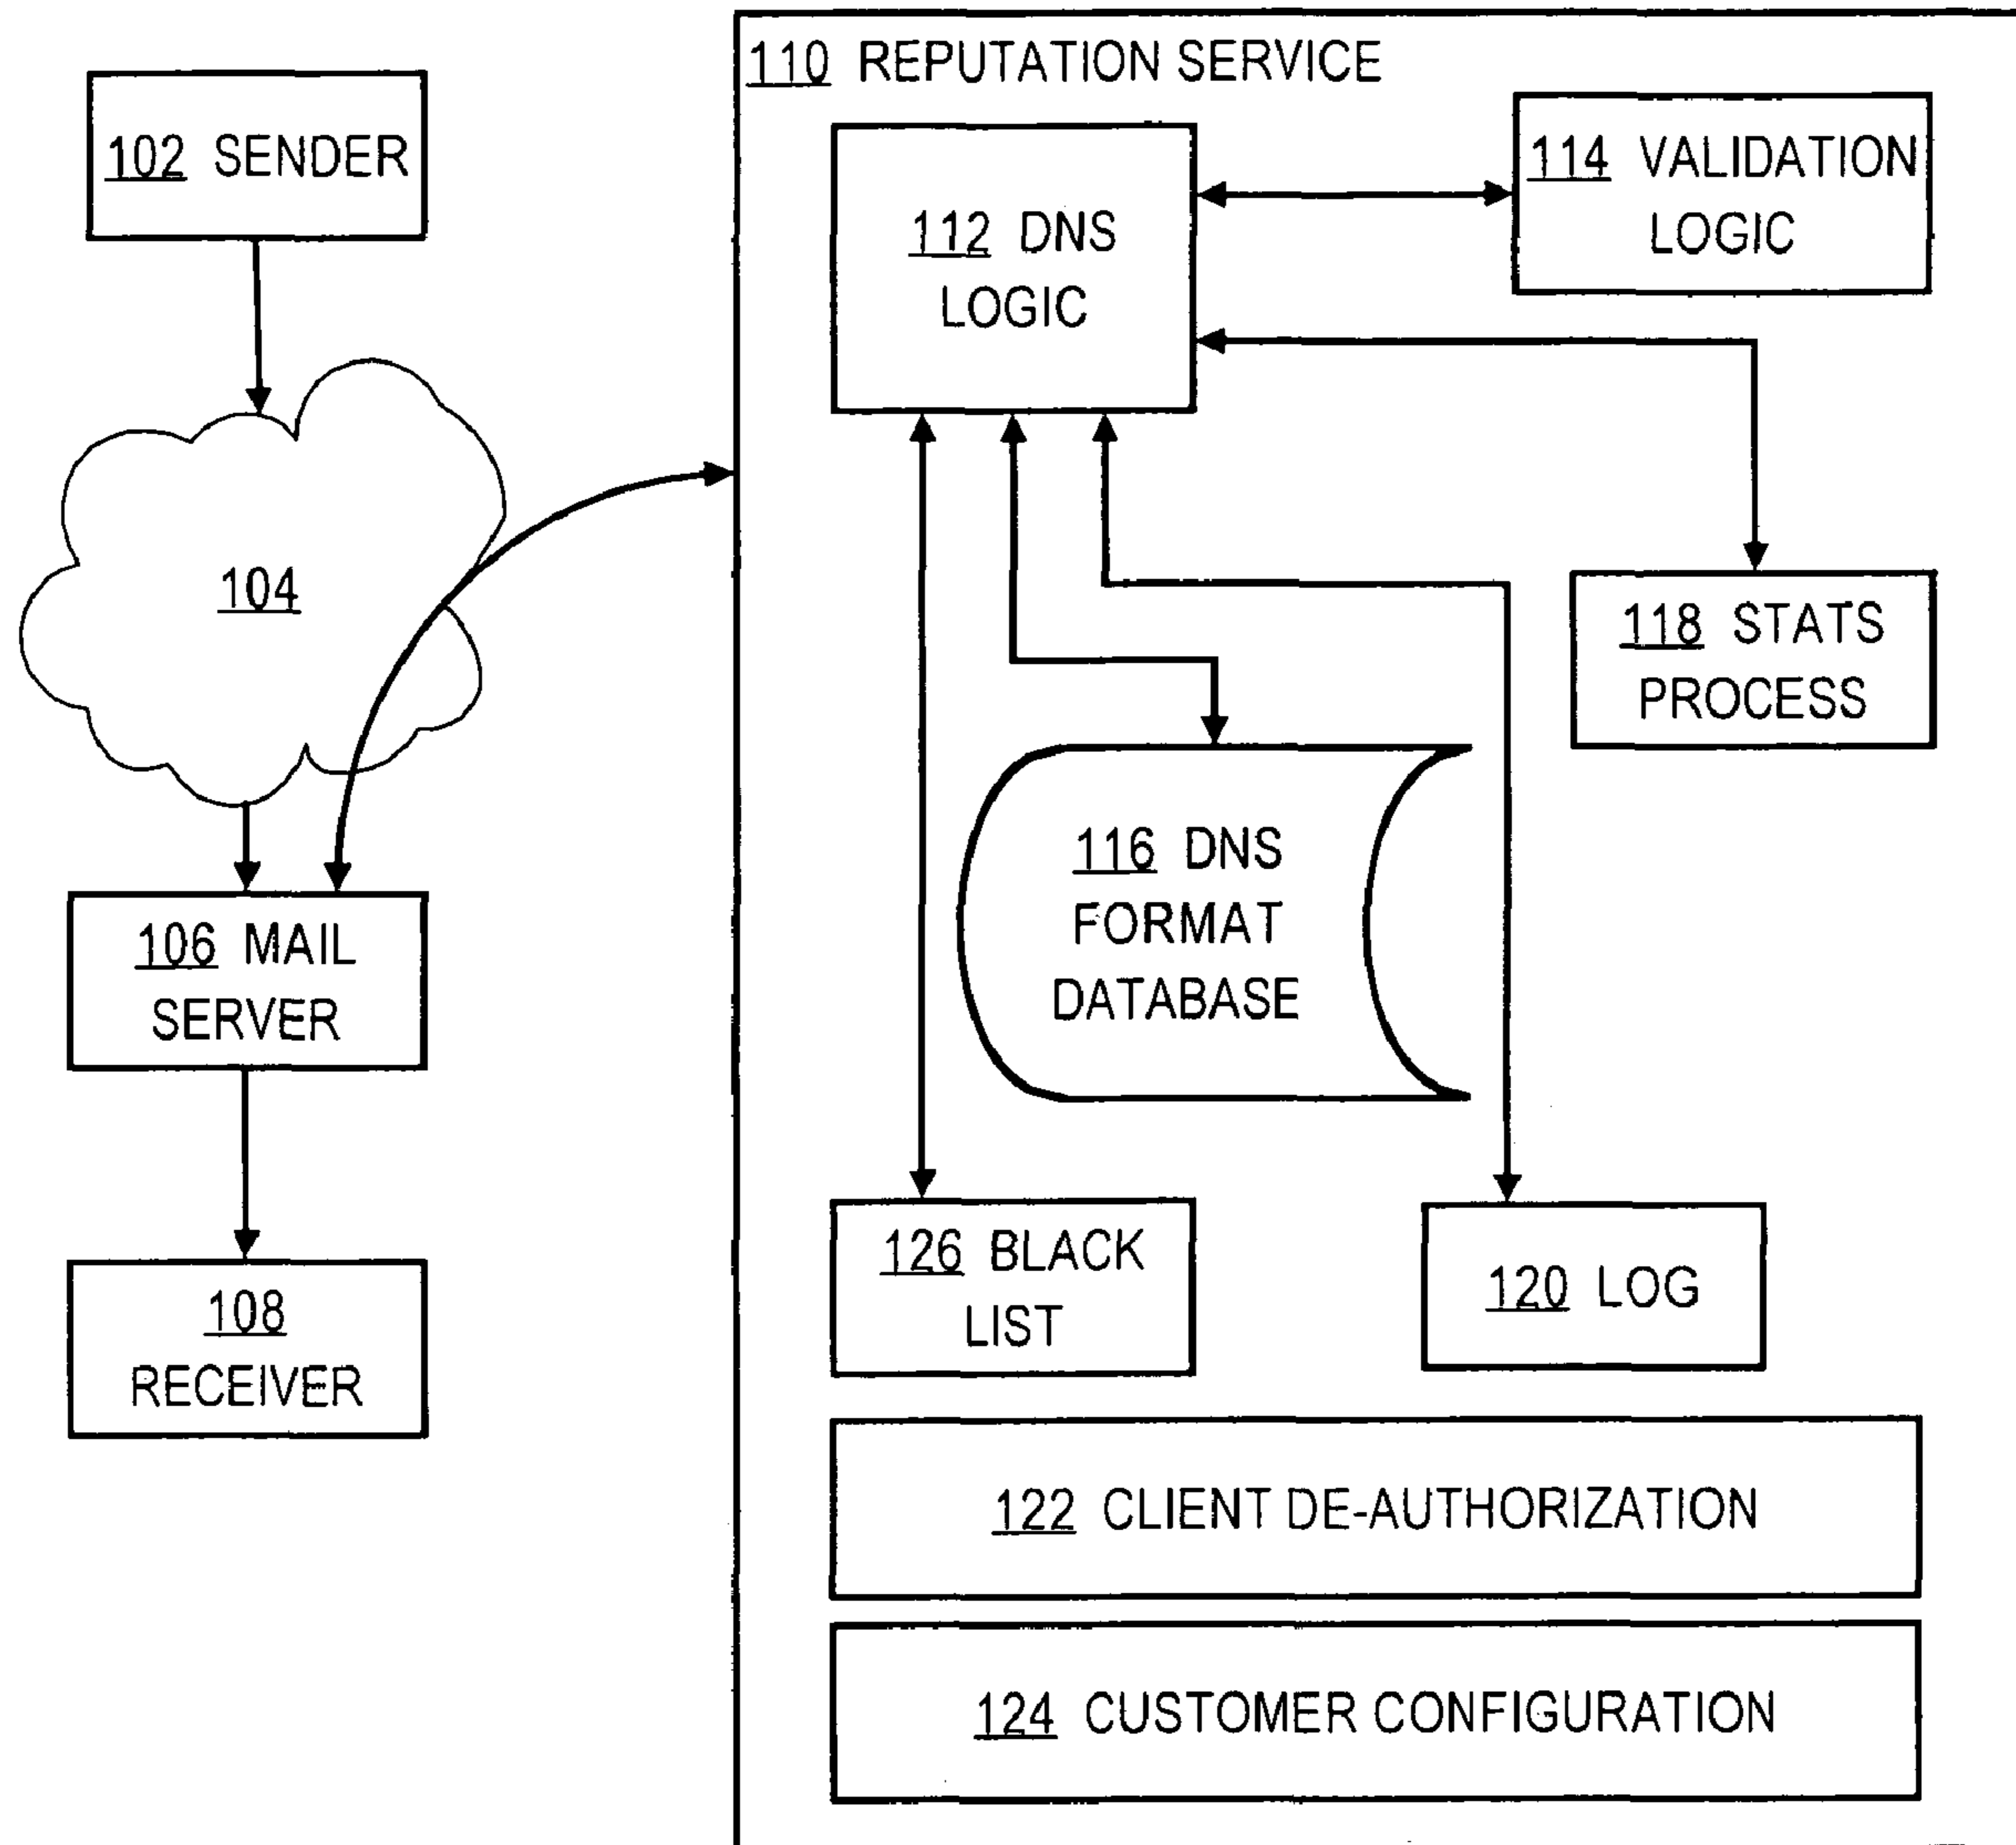 102 SENDER
104
106 MAIL
SERVER
108
RECEIVER
110 REPUTATION SERVICE
112 DNS
LOGIC
114 VALIDATION
LOGIC
118 STATS
PROCESS
116 DNS
FORMAT
DATABASE
126 BLACK
LIST
120 LOG
122 CLIENT DE-AUTHORIZATION
124 CUSTOMER CONFIGURATION